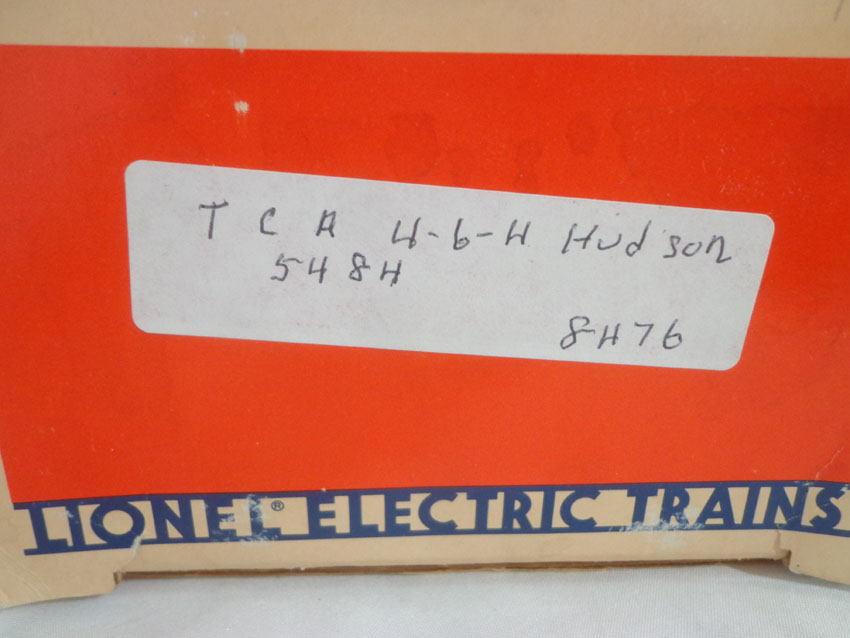 T C A 4-6-4 Hudson
5484
8476
LIONEL® ELECTRIC TRAINS